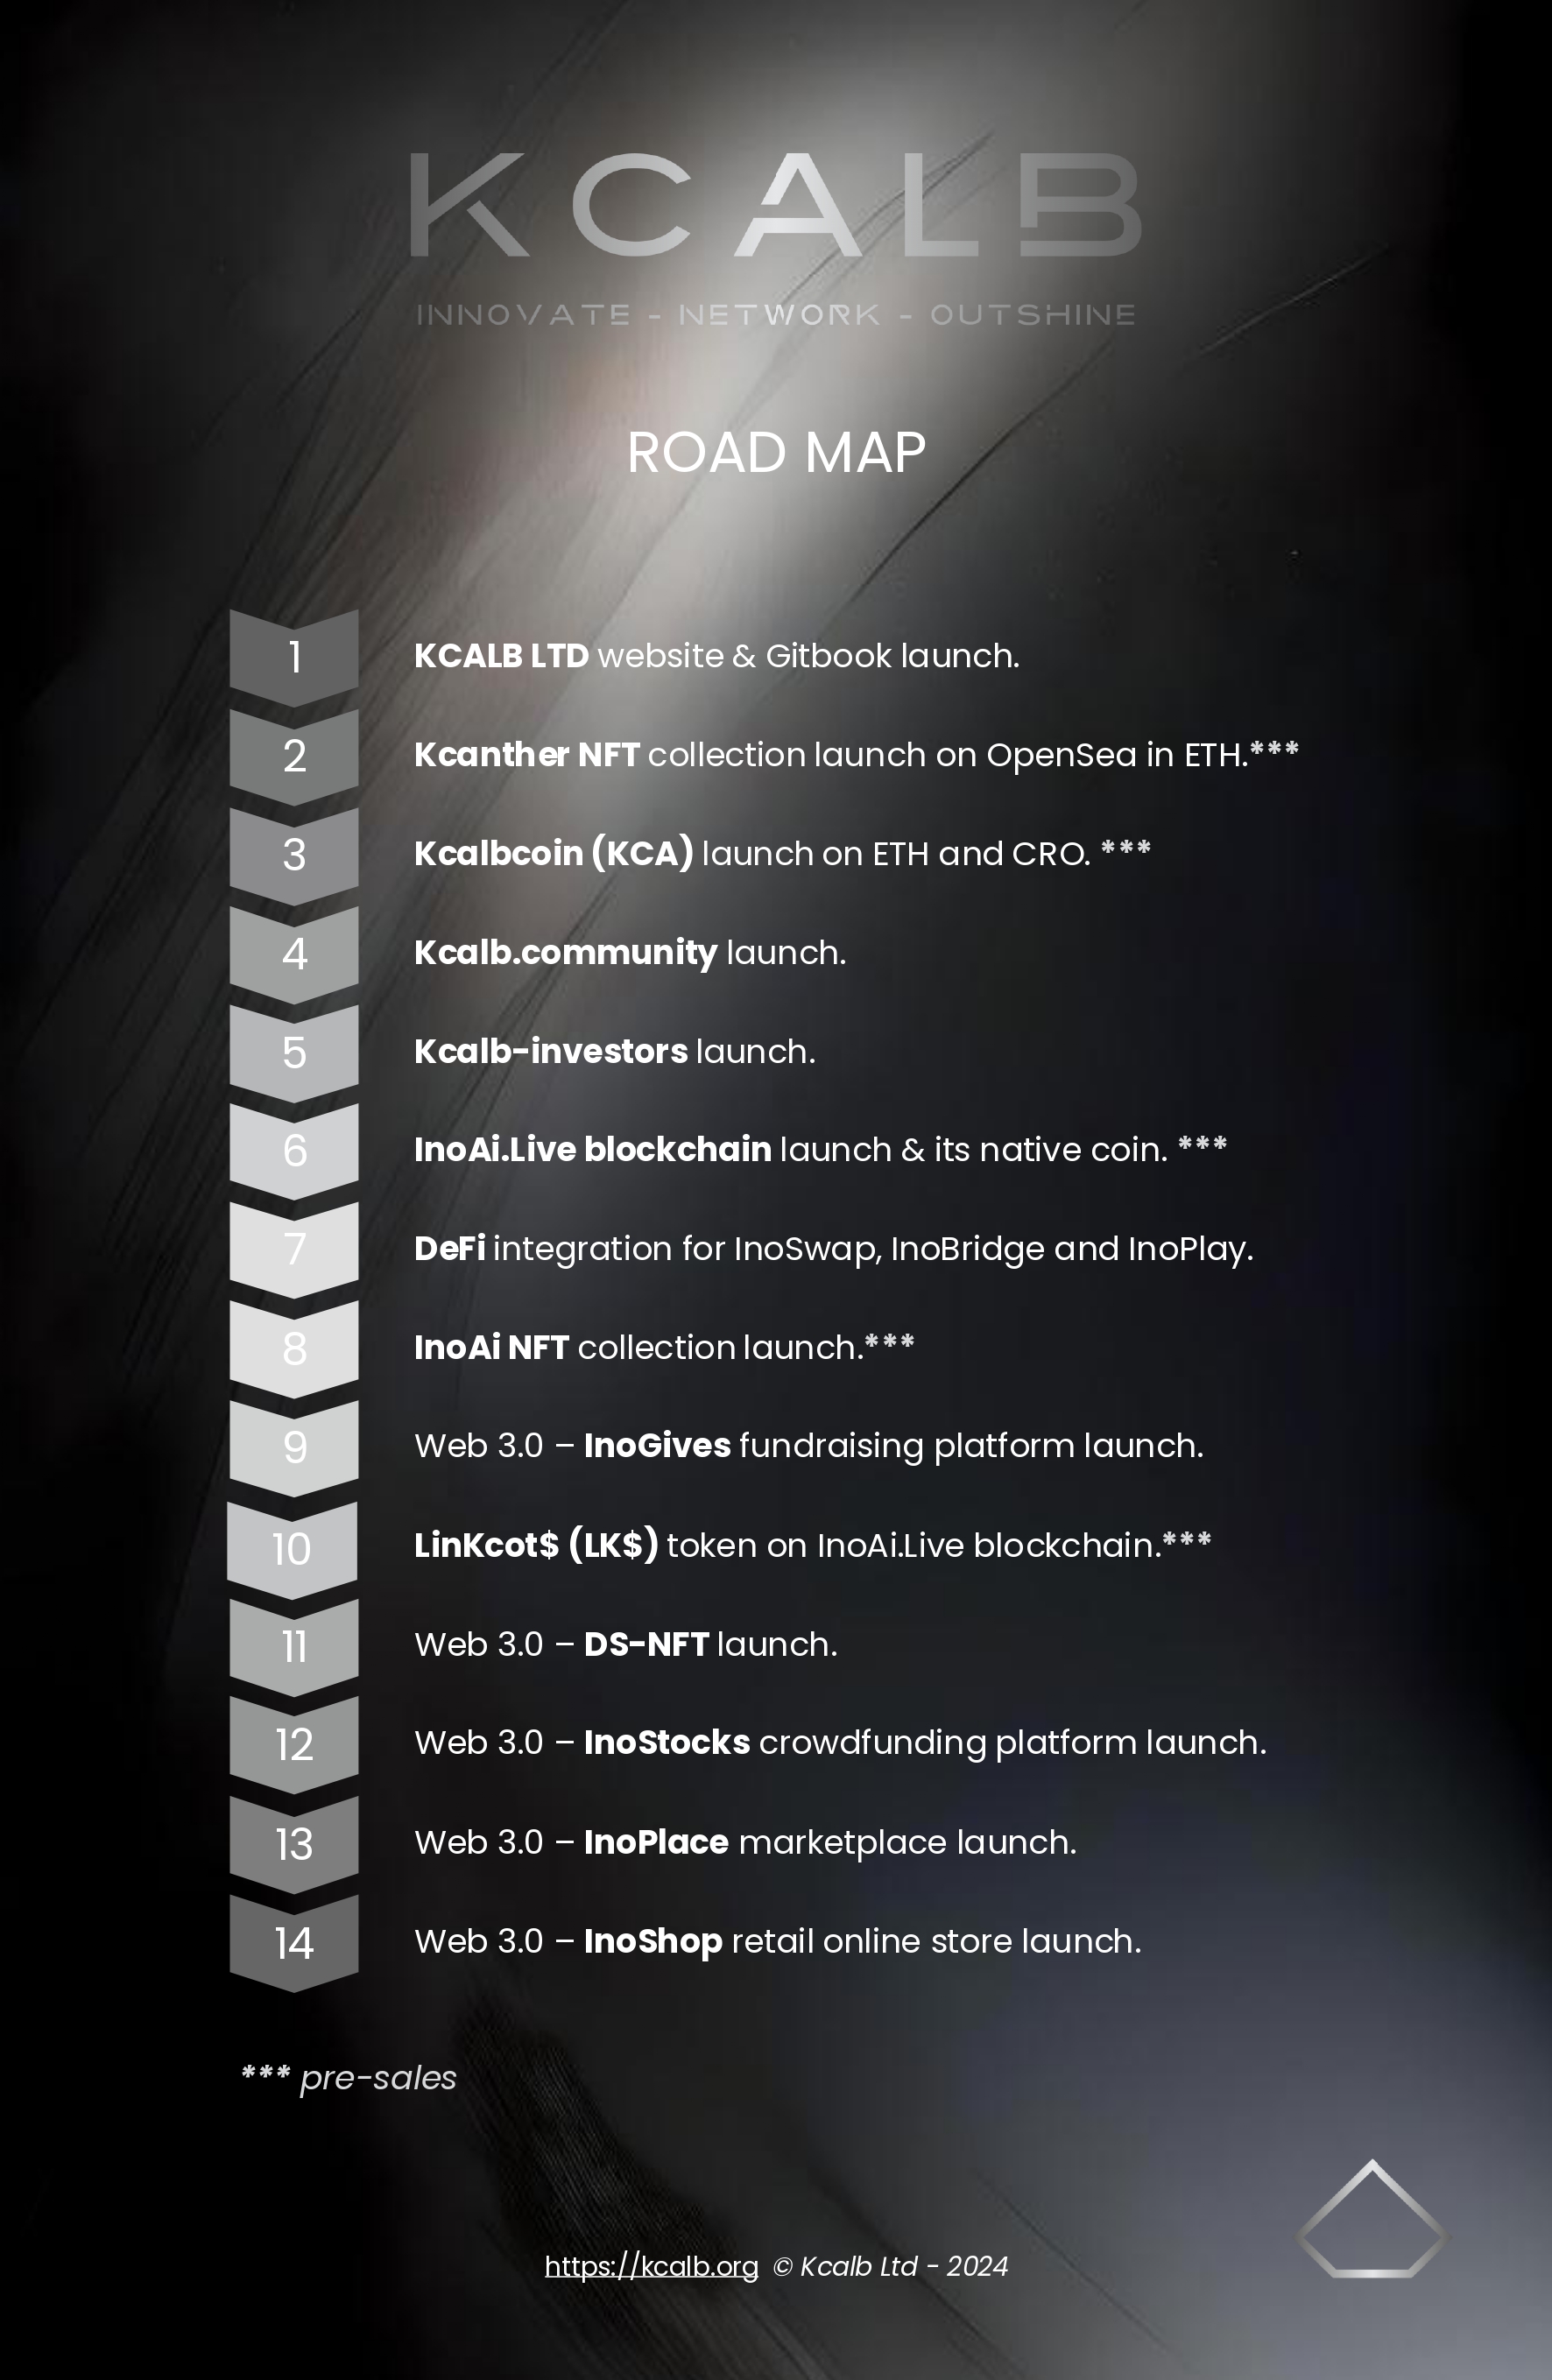 KCALB
INNOVATE - NETWORK - OUTSHINE
ROAD MAP
1 KCALB LTD website & Gitbook launch.
2 Kcanther NFT collection launch on OpenSea in ETH.***
3 Kcalbcoin (KCA) launch on ETH and CRO. ***
4 Kcalb.community launch.
5 Kcalb-investors launch.
6 InoAi.Live blockchain launch & its native coin. ***
7 DeFi integration for InoSwap, InoBridge and InoPlay.
8 InoAi NFT collection launch.***
9 Web 3.0 – InoGives fundraising platform launch.
10 LinKcot$ (LK$) token on InoAi.Live blockchain.***
11 Web 3.0 – DS-NFT launch.
12 Web 3.0 – InoStocks crowdfunding platform launch.
13 Web 3.0 – InoPlace marketplace launch.
14 Web 3.0 – InoShop retail online store launch.
*** pre-sales
https://kcalb.org © Kcalb Ltd - 2024